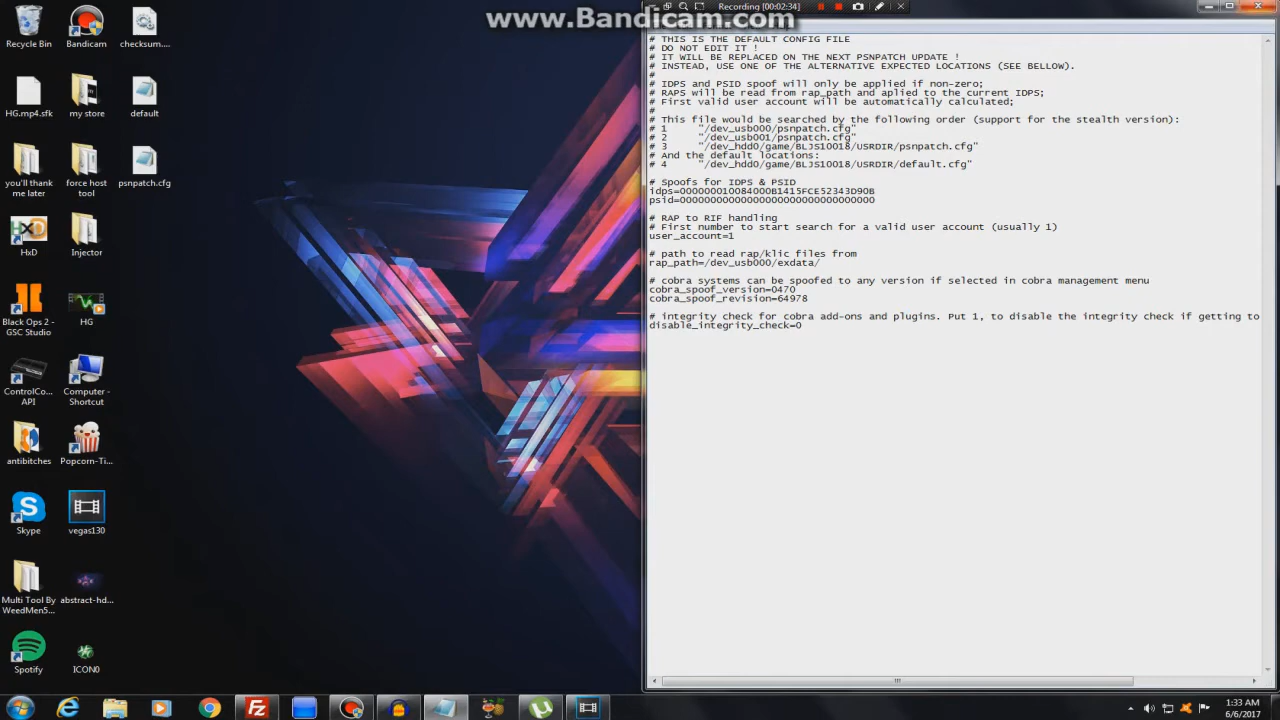 www.Bandicam.com
Recording [00:02:34]
Recycle Bin
Bandicam
checksum....
HG.mp4.sfk
my store
default
you'll thank me later
force host tool
psnpatch.cfg
HxD
Injector
Black Ops 2 - GSC Studio
HG
ControlCo... API
Computer - Shortcut
antibitches
Popcorn-Ti...
Skype
vegas130
Multi Tool By WeedMen5...
abstract-hd...
Spotify
ICON0
# THIS IS THE DEFAULT CONFIG FILE
# DO NOT EDIT IT !
# IT WILL BE REPLACED ON THE NEXT PSNPATCH UPDATE !
# INSTEAD, USE ONE OF THE ALTERNATIVE EXPECTED LOCATIONS (SEE BELLOW).
#
# IDPS and PSID spoof will only be applied if non-zero;
# RAPS will be read from rap_path and aplied to the current IDPS;
# First valid user account will be automatically calculated;
#
# This file would be searched by the following order (support for the stealth version):
# 1 "/dev_usb000/psnpatch.cfg"
# 2 "/dev_usb001/psnpatch.cfg"
# 3 "/dev_hdd0/game/BLJS10018/USRDIR/psnpatch.cfg"
# And the default locations:
# 4 "/dev_hdd0/game/BLJS10018/USRDIR/default.cfg"
# Spoofs for IDPS & PSID
idps=00000001008400 0B1415FCE52343D90B
psid=00000000000000000000000000000000
# RAP to RIF handling
# First number to start search for a valid user account (usually 1)
user_account=1
# path to read rap/klic files from
rap_path=/dev_usb000/exdata/
# cobra systems can be spoofed to any version if selected in cobra management menu
cobra_spoof_version=0470
cobra_spoof_revision=64978
# integrity check for cobra add-ons and plugins. Put 1, to disable the integrity check if getting to
disable_integrity_check=0
1:33 AM
6/6/2017